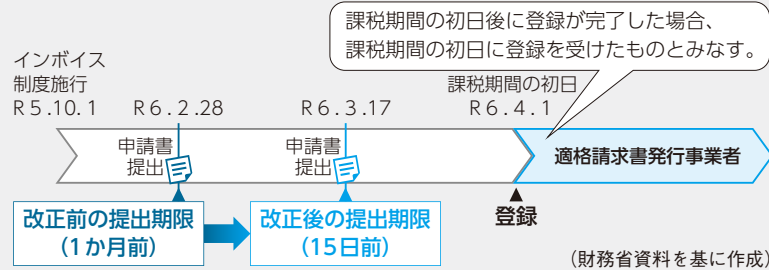 課税期間の初日後に登録が完了した場合、
課税期間の初日に登録を受けたものとみなす。
インボイス
制度施行
R5.10.1
R6.2.28
R6.3.17
課税期間の初日
R6.4.1
申請書
提出
申請書
提出
適格請求書発行事業者
改正前の提出期限
(1か月前)
改正後の提出期限
(15日前)
登録
(財務省資料を基に作成)